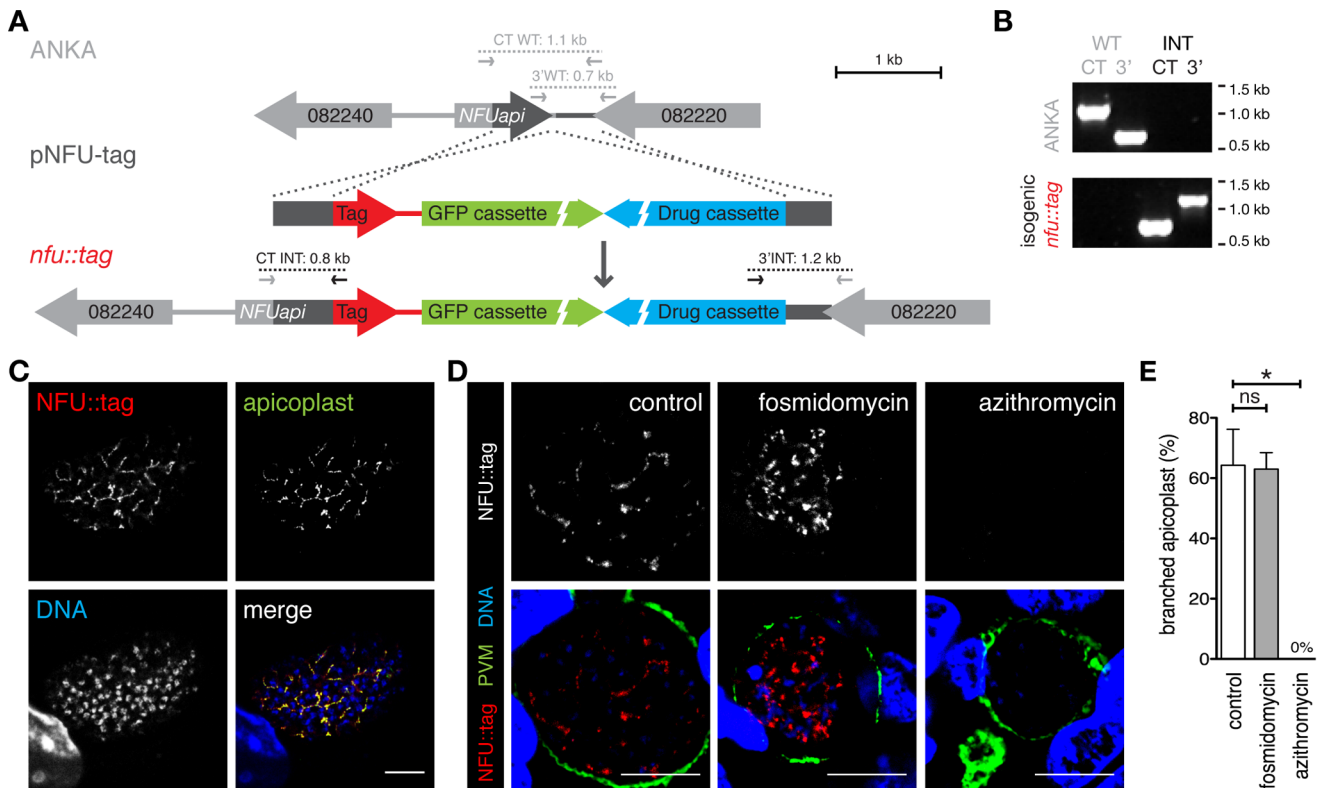 A
ANKA
CT WT: 1.1 kb
3'WT: 0.7 kb
1 kb
082240
NFUapi
082220
pNFU-tag
Tag
GFP cassette
Drug cassette
nfu::tag
CT INT: 0.8 kb
3'INT: 1.2 kb
082240
NFUapi
Tag
GFP cassette
Drug cassette
082220
B
WT INT
CT 3' CT 3'
ANKA
1.5 kb
1.0 kb
0.5 kb
isogenic
nfu::tag
1.5 kb
1.0 kb
0.5 kb
C
NFU::tag
apicoplast
DNA
merge
D
NFU::tag
control
fosmidomycin
azithromycin
NFU::tag PVM DNA
E
*
ns
branched apicoplast (%)
80
60
40
20
0
0%
control
fosmidomycin
azithromycin